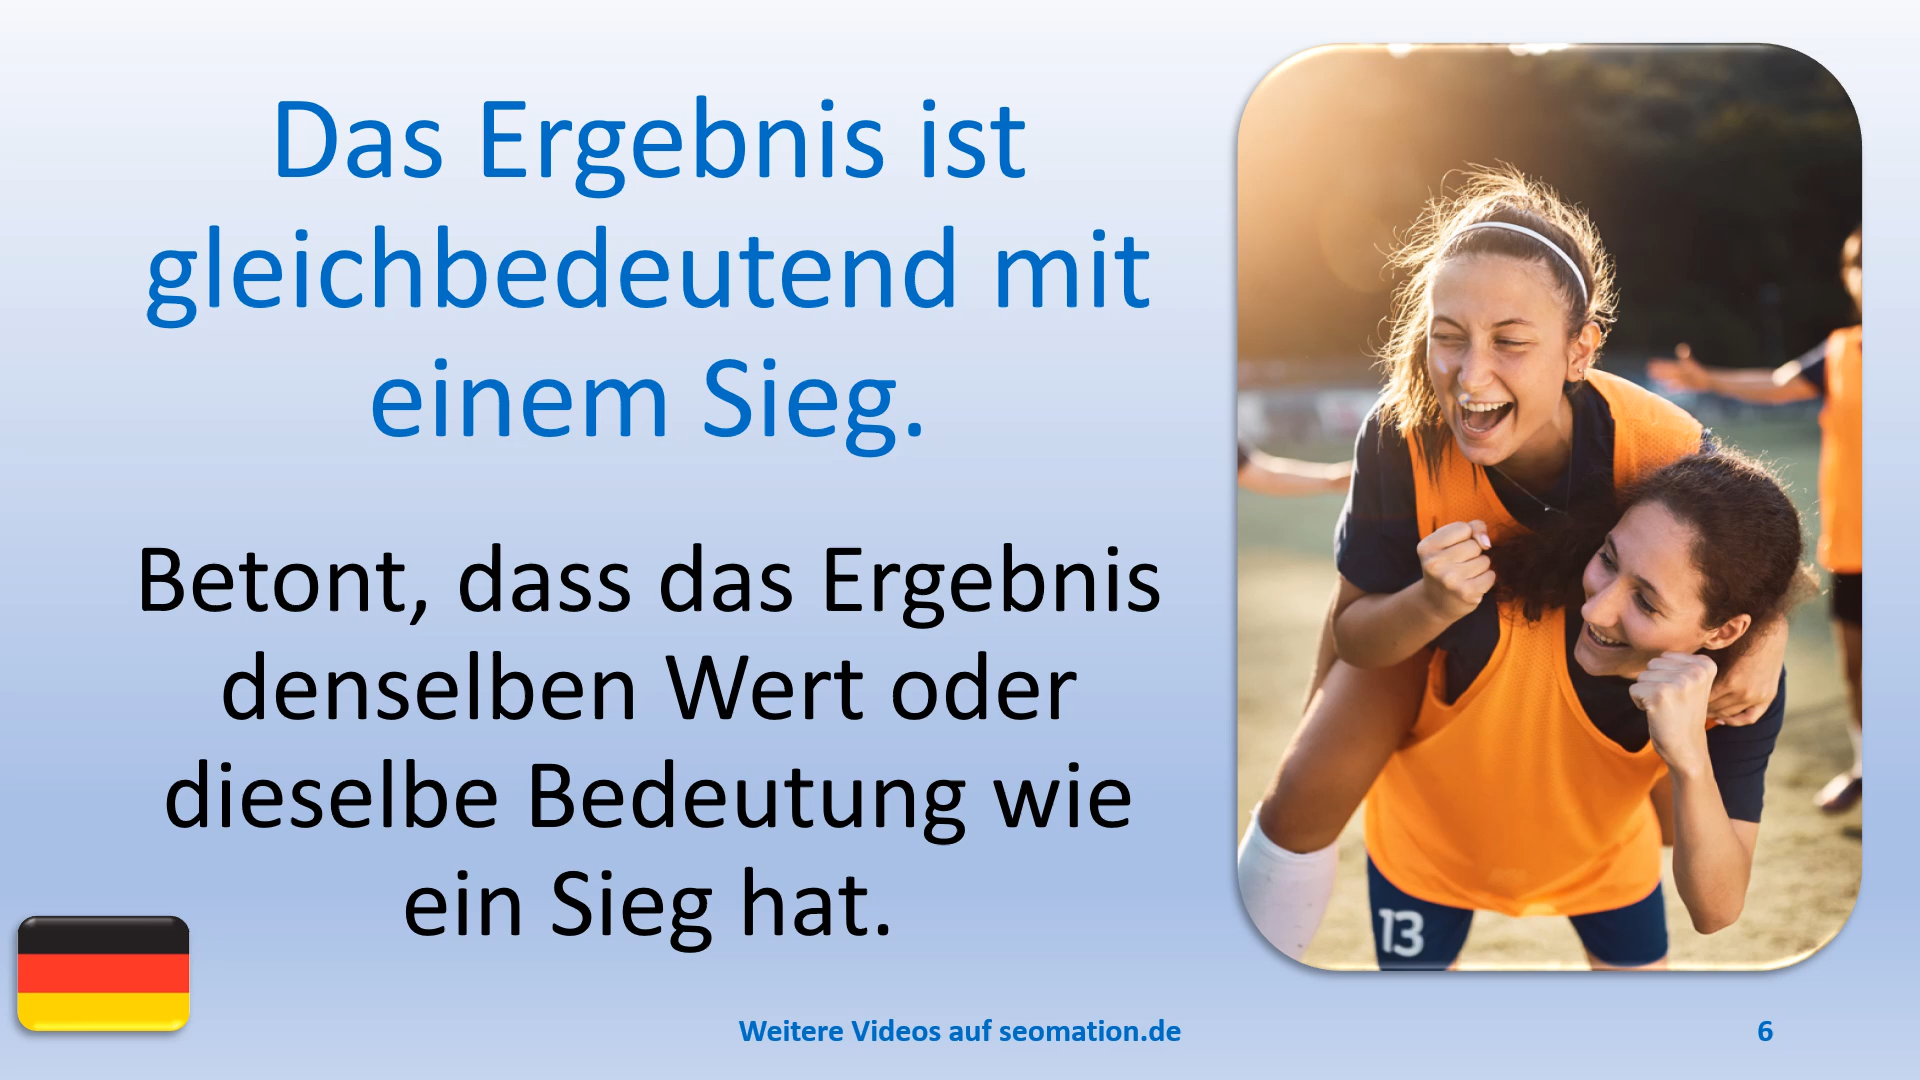 Das Ergebnis ist
gleichbedeutend mit
einem Sieg.
Betont, dass das Ergebnis
denselben Wert oder
dieselbe Bedeutung wie
ein Sieg hat.
13
Weitere Videos auf seomation.de
6